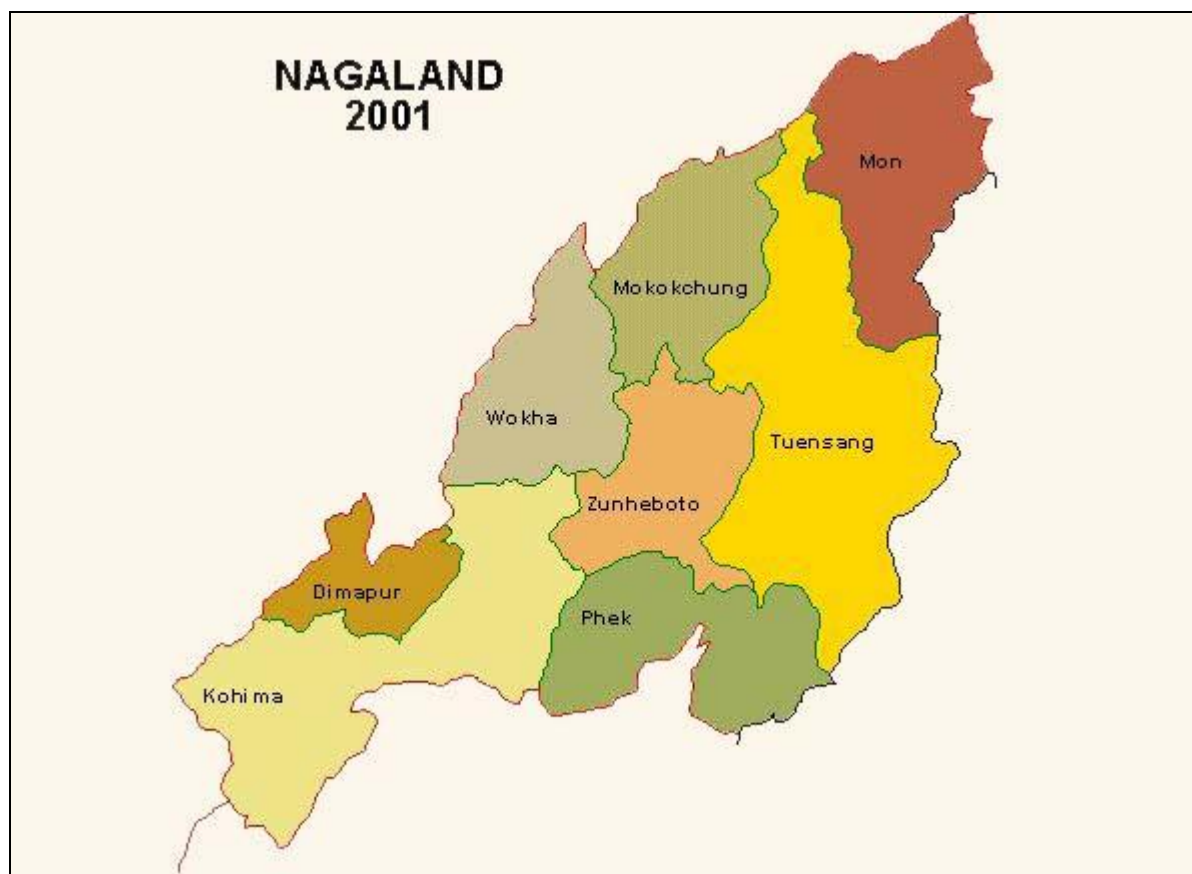 NAGALAND
2001
Mon
Mokokchung
Wokha
Tuensang
Zunheboto
Dimapur
Phek
Kohima